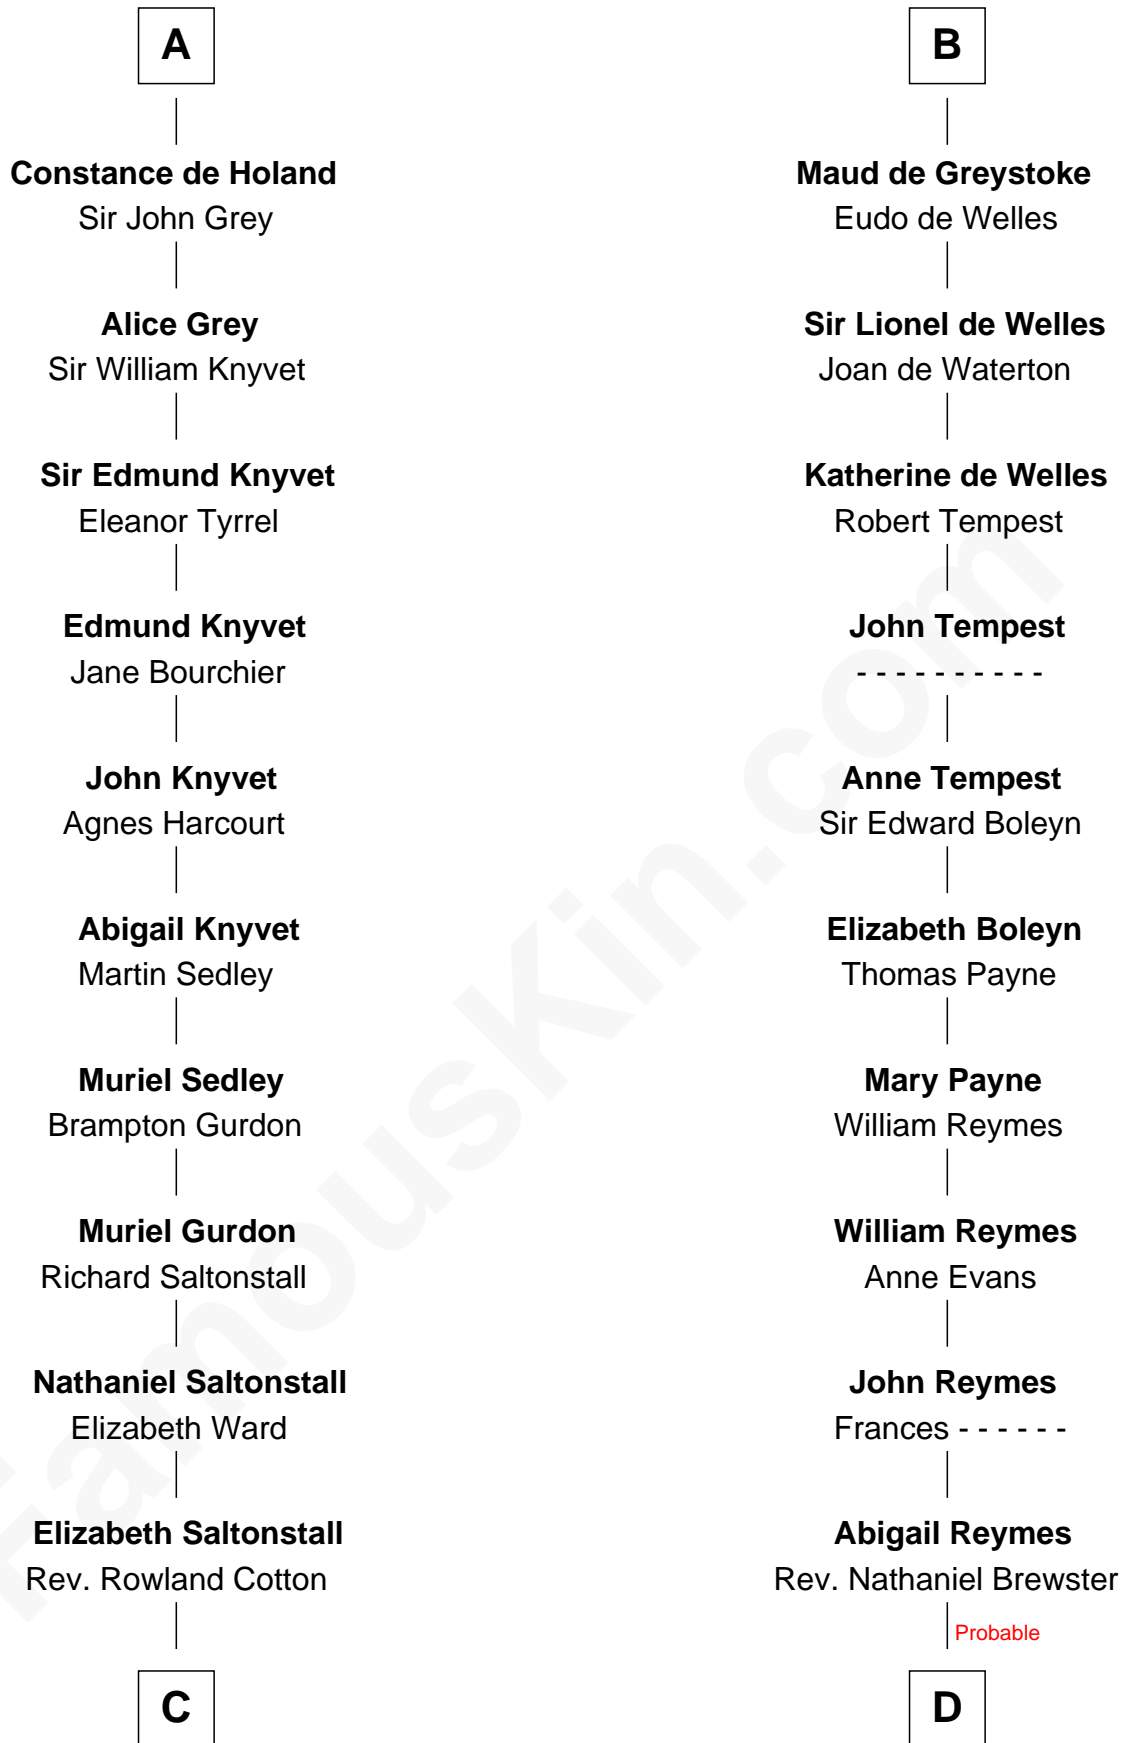 A
Constance de Holand
Sir John Grey
Alice Grey
Sir William Knyvet
Sir Edmund Knyvet
Eleanor Tyrrel
Edmund Knyvet
Jane Bourchier
John Knyvet
Agnes Harcourt
Abigail Knyvet
Martin Sedley
Muriel Sedley
Brampton Gurdon
Muriel Gurdon
Richard Saltonstall
Nathaniel Saltonstall
Elizabeth Ward
Elizabeth Saltonstall
Rev. Rowland Cotton
C
B
Maud de Greystoke
Eudo de Welles
Sir Lionel de Welles
Joan de Waterton
Katherine de Welles
Robert Tempest
John Tempest
- - - - - - - - - -
Anne Tempest
Sir Edward Boleyn
Elizabeth Boleyn
Thomas Payne
Mary Payne
William Reymes
William Reymes
Anne Evans
John Reymes
Frances - - - - - -
Abigail Reymes
Rev. Nathaniel Brewster
Probable
D
FamousKin.com